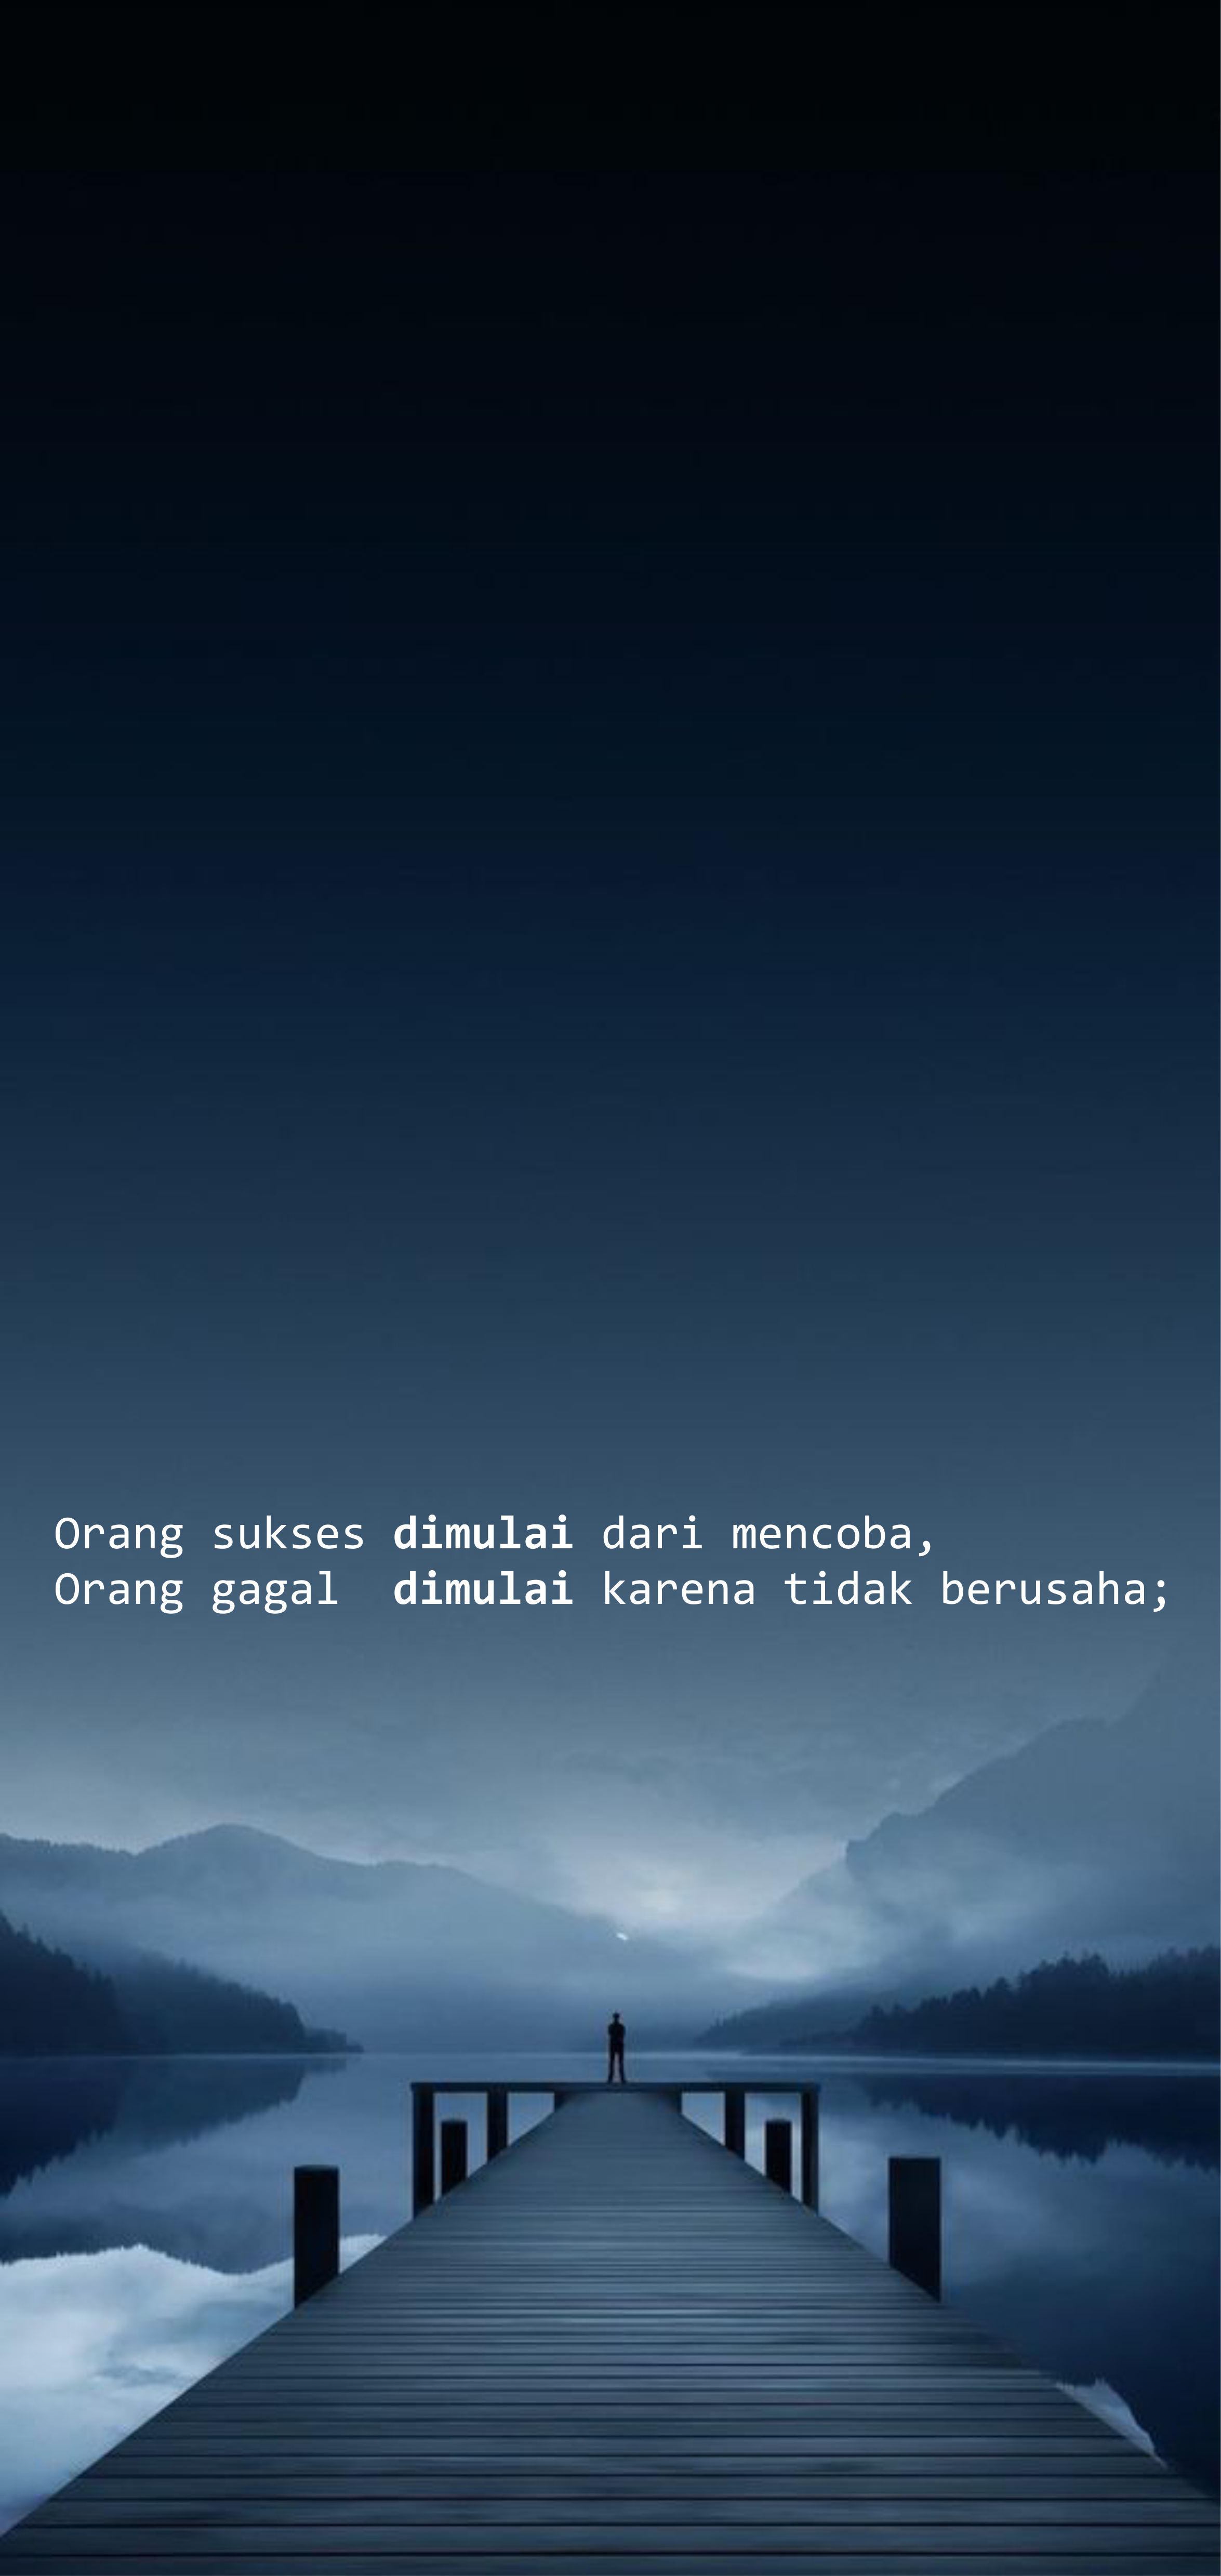 Orang sukses dimulai dari mencoba,
Orang gagal  dimulai karena tidak berusaha;